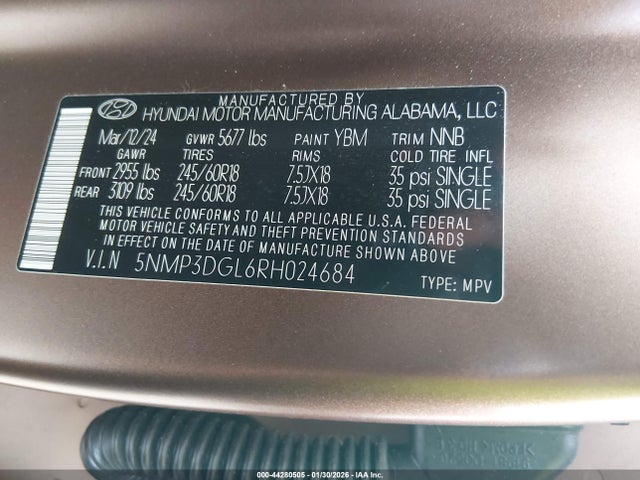 MANUFACTURED BY
HYUNDAI MOTOR MANUFACTURING ALABAMA, LLC
Mar/12/24 GVWR 5677 lbs PAINT YBM TRIM NNB
GAWR TIRES RIMS COLD TIRE INFL
FRONT 2955 lbs 245/60R18 7.5JX18 35 psi SINGLE
REAR 3109 lbs 245/60R18 7.5JX18 35 psi SINGLE
THIS VEHICLE CONFORMS TO ALL APPLICABLE U.S.A. FEDERAL
MOTOR VEHICLE SAFETY AND THEFT PREVENTION STANDARDS
IN EFFECT ON THE DATE OF MANUFACTURE SHOWN ABOVE
V.I.N 5NMP3DGL6RH024684
TYPE: MPV
000-44280505 - 01/30/2026 - IAA Inc.